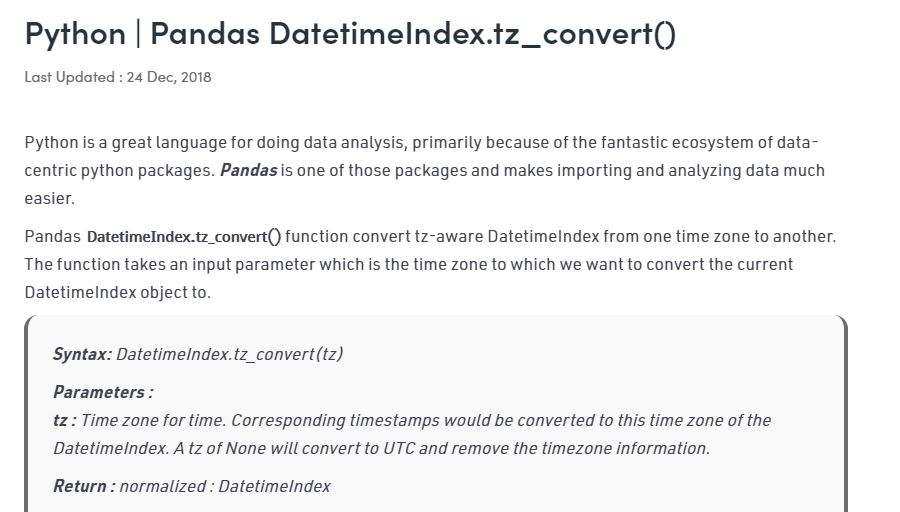 Python | Pandas DatetimeIndex.tz_convert()
Last Updated : 24 Dec, 2018
Python is a great language for doing data analysis, primarily because of the fantastic ecosystem of data-
centric python packages. Pandas is one of those packages and makes importing and analyzing data much
easier.
Pandas DatetimeIndex.tz_convert() function convert tz-aware DatetimeIndex from one time zone to another.
The function takes an input parameter which is the time zone to which we want to convert the current
DatetimeIndex object to.
Syntax: DatetimeIndex.tz_convert(tz)
Parameters :
tz : Time zone for time. Corresponding timestamps would be converted to this time zone of the
DatetimeIndex. A tz of None will convert to UTC and remove the timezone information.
Return : normalized : DatetimeIndex